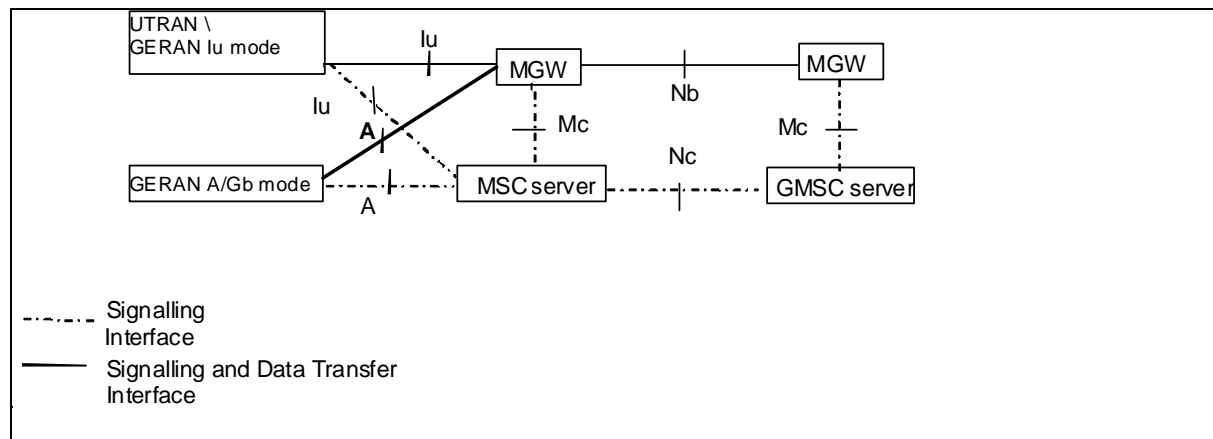 UTRAN \
GERAN Iu mode
Iu
MGW
MGW
Nb
Iu
A
Mc
Mc
GERAN A/Gb mode
A
MSC server
Nc
GMSC server
Signalling
Interface
Signalling and Data Transfer
Interface